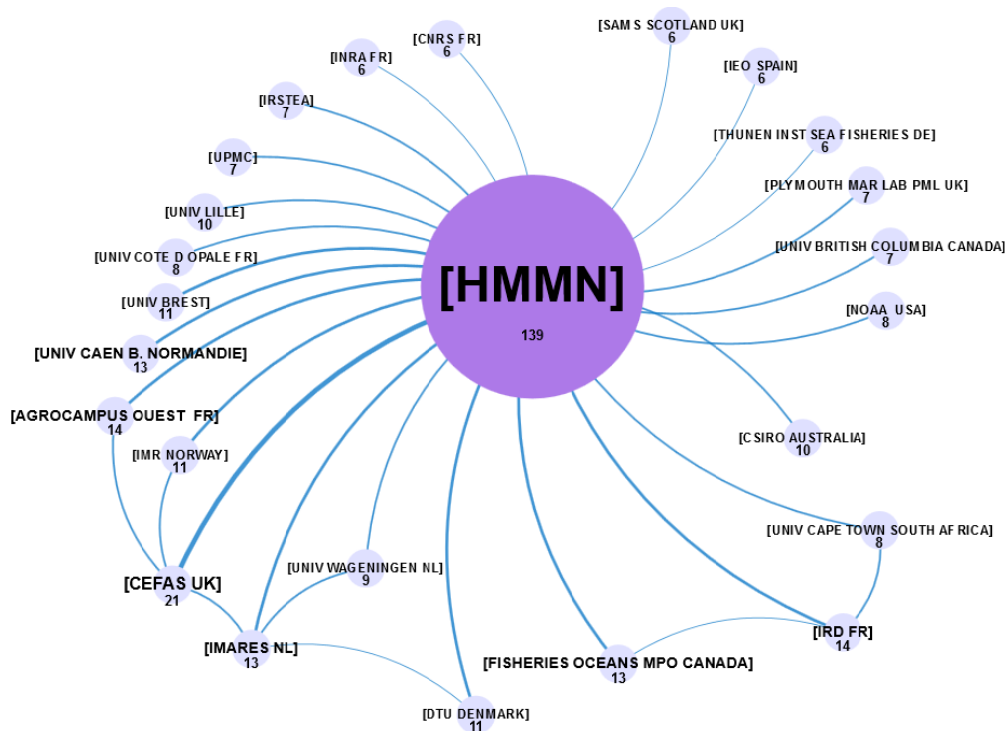 [SAMS SCOTLAND UK]
6
[CNRS FR]
6
[INRA FR]
6
[IEO SPAIN]
6
[IRSTEA]
7
[THUNEN INST SEA FISHERIES DE]
6
[UPMC]
7
[PLYMOUTH MAR LAB PML UK]
7
[UNIV LILLE]
10
[UNIV BRITISH COLUMBIA CANADA]
7
[UNIV COTE D OPALE FR]
8
[HMMN]
139
[UNIV BREST]
11
[NOAA USA]
8
[UNIV CAEN B. NORMANDIE]
13
[AGROCAMPUS OUEST FR]
14
[CSIRO AUSTRALIA]
10
[IMR NORWAY]
11
[UNIV CAPE TOWN SOUTH AFRICA]
8
[UNIV WAGENINGEN NL]
9
[CEFAS UK]
21
[IRD FR]
14
[IMARES NL]
13
[FISHERIES OCEANS MPO CANADA]
13
[DTU DENMARK]
11